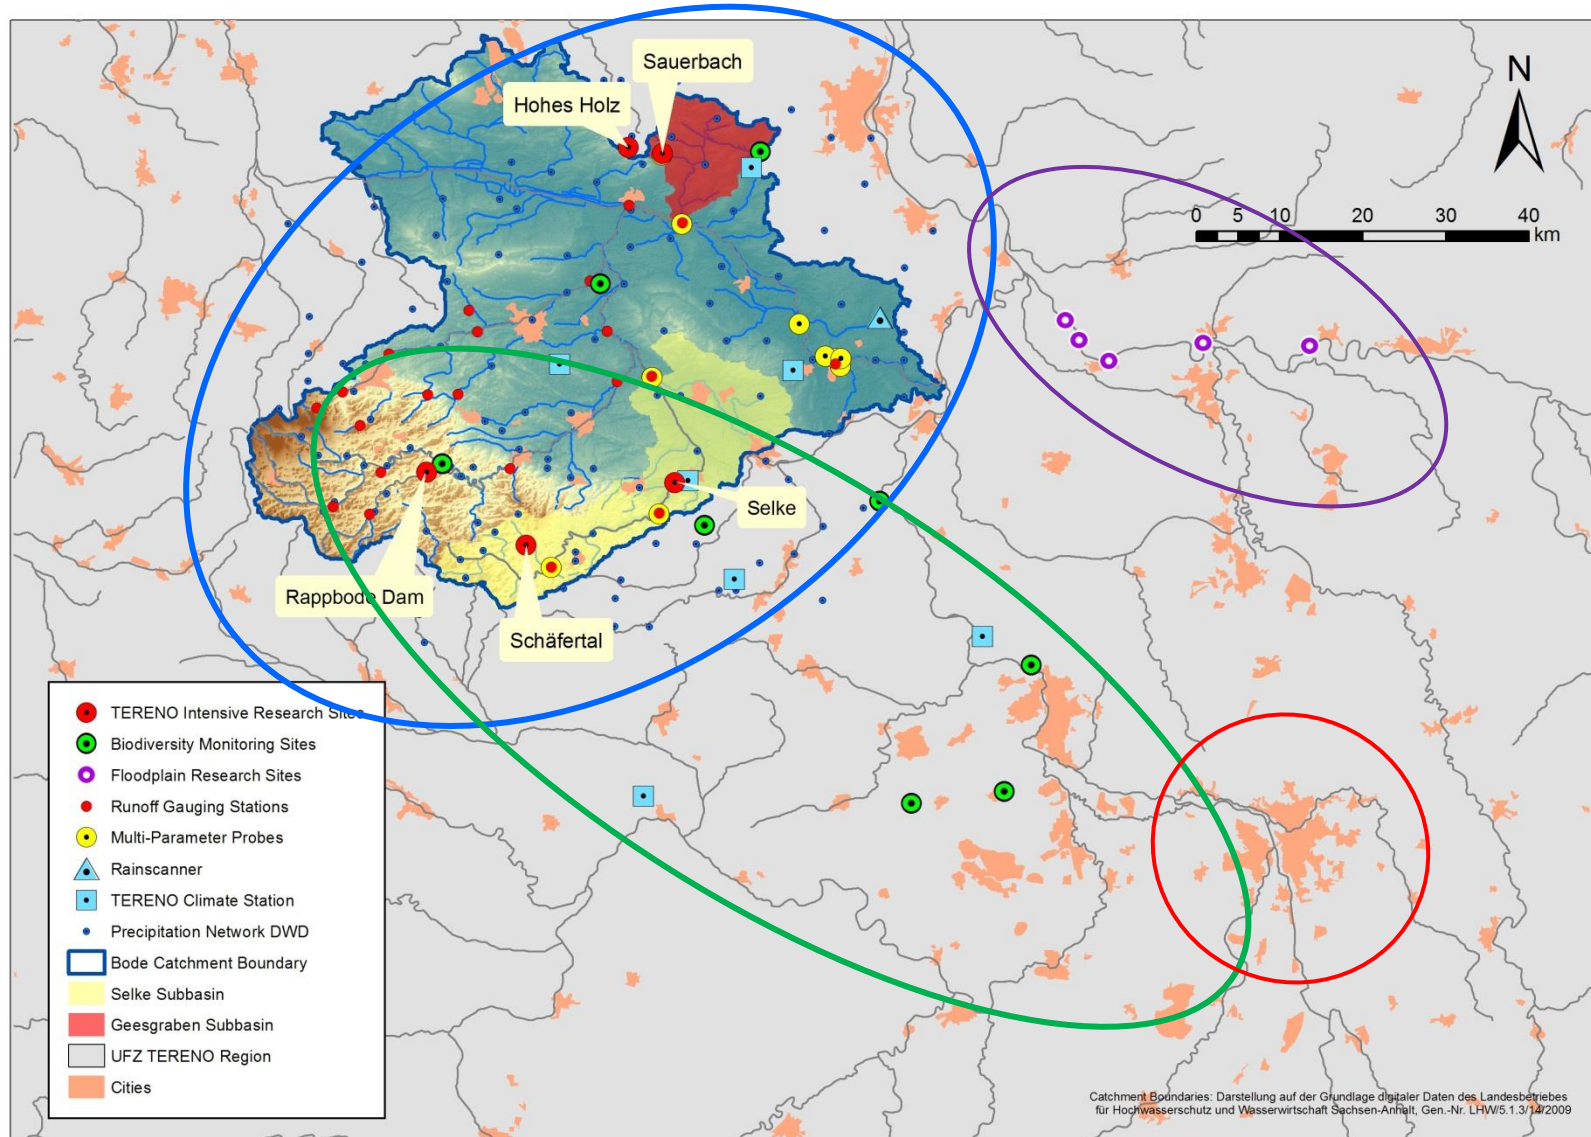 Sauerbach
Hohes Holz
N
0 5 10 20 30 40
km
Selke
Rappbode Dam
Schäfertal
TERENO Intensive Research Sites
Biodiversity Monitoring Sites
Floodplain Research Sites
Runoff Gauging Stations
Multi-Parameter Probes
Rainscanner
TERENO Climate Station
Precipitation Network DWD
Bode Catchment Boundary
Selke Subbasin
Geesgraben Subbasin
UFZ TERENO Region
Cities
Catchment Boundaries: Darstellung auf der Grundlage digitaler Daten des Landesbetriebes
für Hochwasserschutz und Wasserwirtschaft Sachsen-Anhalt, Gen.-Nr. LHW/5.1.3/14/2009